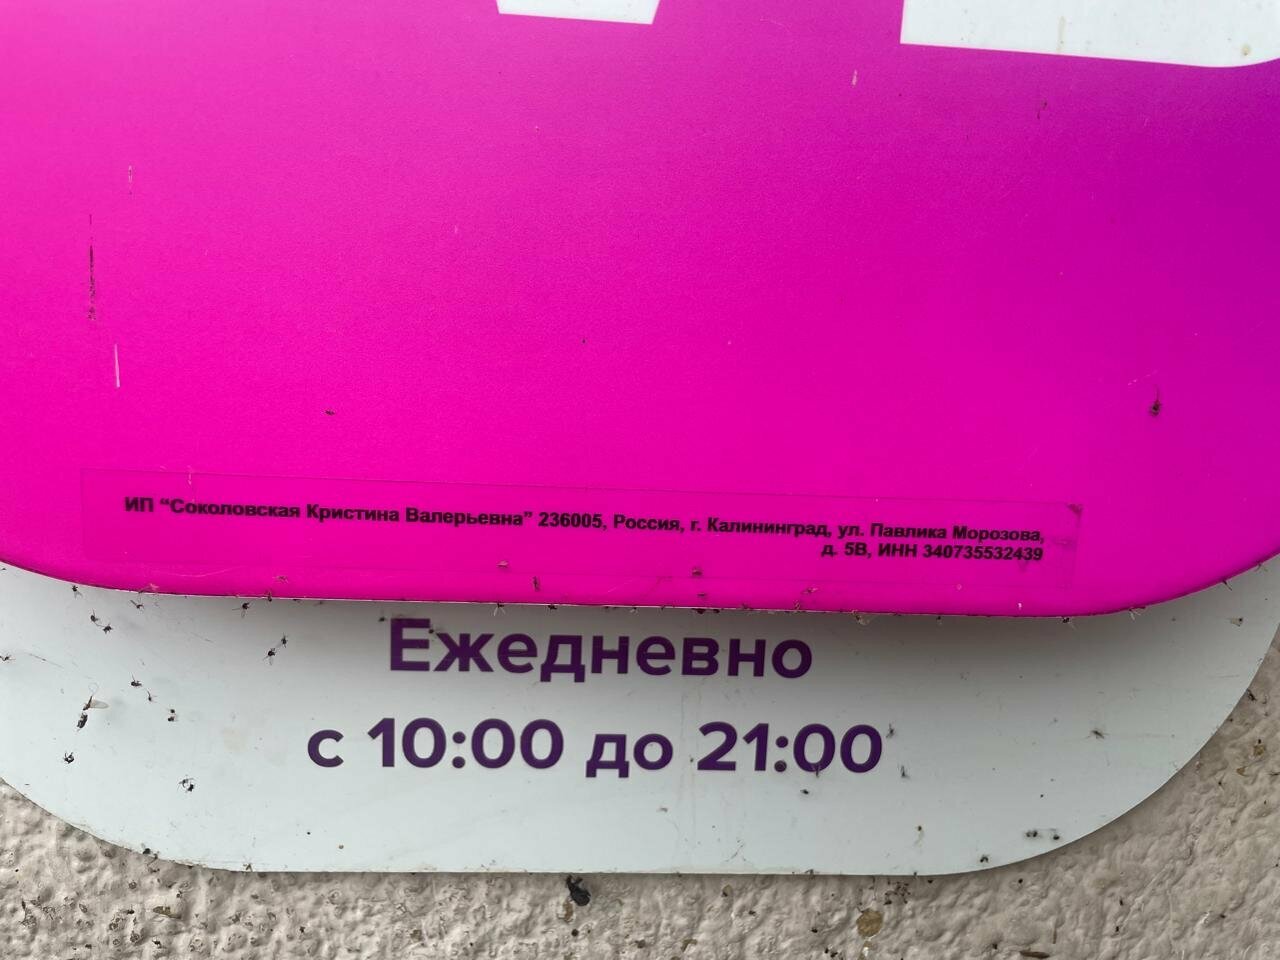 ИП “Соколовская Кристина Валерьевна” 236005, Россия, г. Калининград, ул. Павлика Морозова,
д. 5В, ИНН 340735532439
Ежедневно
с 10:00 до 21:00